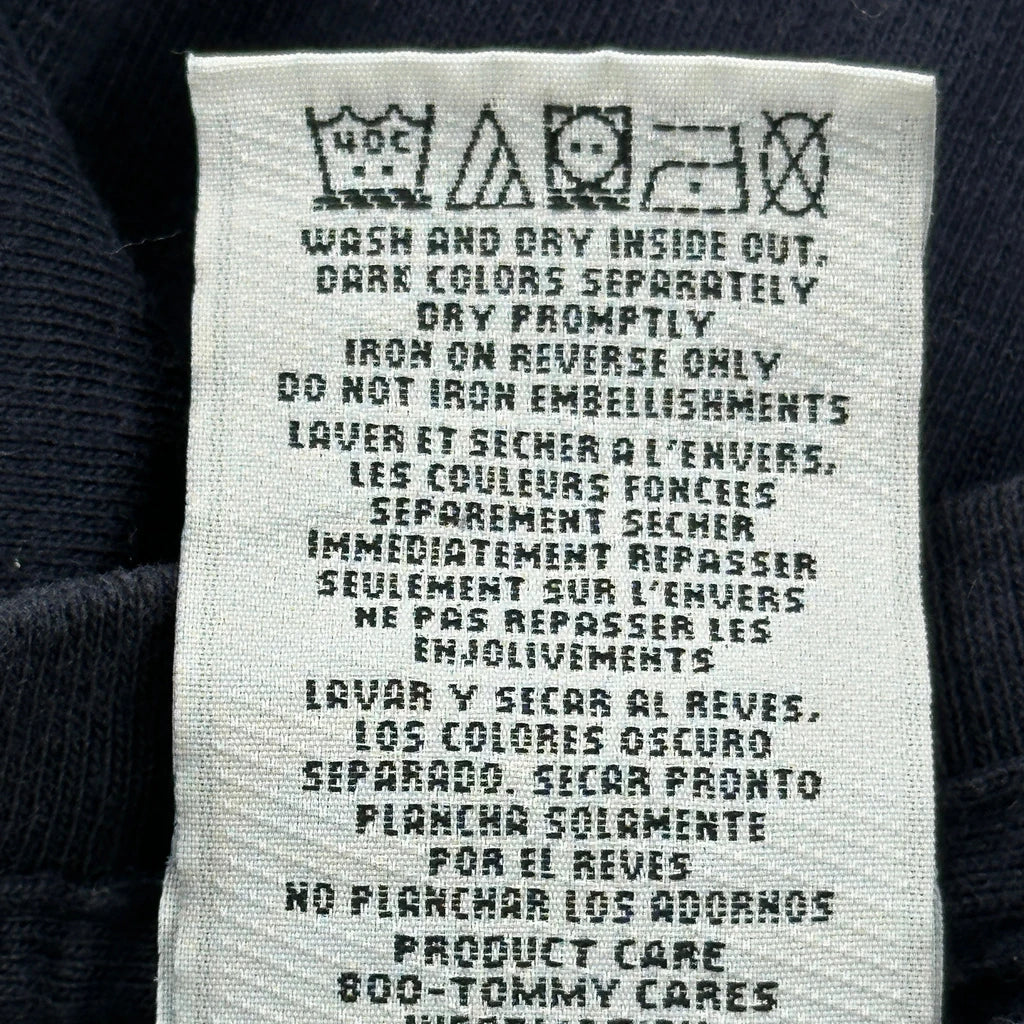 40C
WASH AND DRY INSIDE OUT,
DARK COLORS SEPARATELY
DRY PROMPTLY
IRON ON REVERSE ONLY
DO NOT IRON EMBELLISHMENTS
LAVER ET SECHER A L'ENVERS,
LES COULEURS FONCEES
SEPAREMENT SECHER
IMMEDIATEMENT REPASSER
SEULEMENT SUR L'ENVERS
NE PAS REPASSER LES
ENJOLIVEMENTS
LAVAR Y SECAR AL REVES,
LOS COLORES OSCURO
SEPARADO. SECAR PRONTO
PLANCHA SOLAMENTE
POR EL REVES
NO PLANCHAR LOS ADORNOS
PRODUCT CARE
800-TOMMY CARES